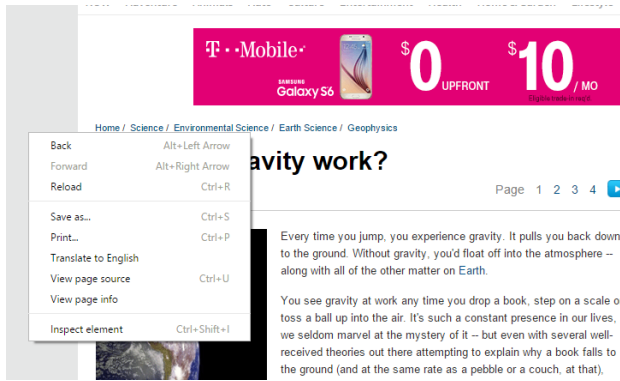 T··Mobile·
SAMSUNG
Galaxy S6
$0 UPFRONT
$10 / MO
Home / Science / Environmental Science / Earth Science / Geophysics
avity work?
Page 1 2 3 4
Back Alt+Left Arrow
Forward Alt+Right Arrow
Reload Ctrl+R
Save as... Ctrl+S
Print... Ctrl+P
Translate to English
View page source Ctrl+U
View page info
Inspect element Ctrl+Shift+I
Every time you jump, you experience gravity. It pulls you back down
to the ground. Without gravity, you'd float off into the atmosphere --
along with all of the other matter on Earth.
You see gravity at work any time you drop a book, step on a scale o
toss a ball up into the air. It's such a constant presence in our lives,
we seldom marvel at the mystery of it -- but even with several well-
received theories out there attempting to explain why a book falls to
the ground (and at the same rate as a pebble or a couch, at that),